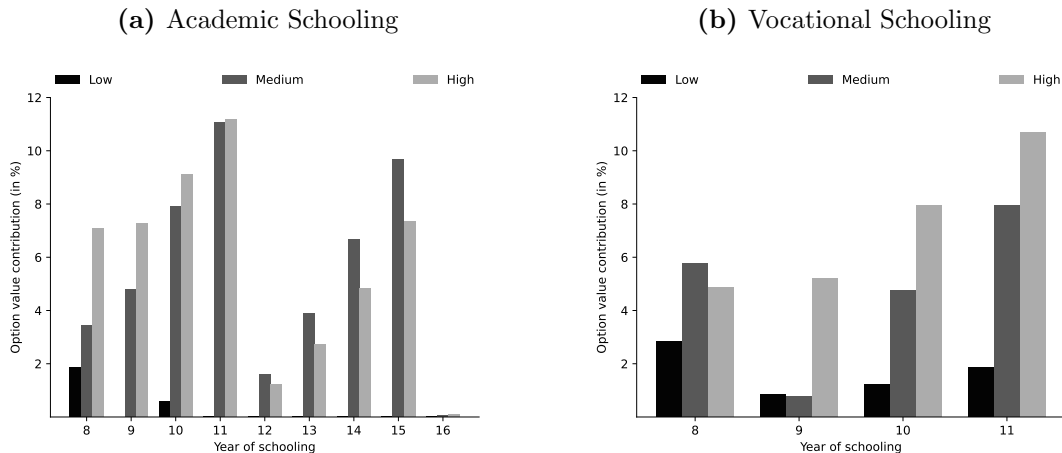 (a) Academic Schooling
Low Medium High
12
10
8
6
4
2
Option value contribution (in %)
8 9 10 11 12 13 14 15 16
Year of schooling
(b) Vocational Schooling
Low Medium High
12
10
8
6
4
2
Option value contribution (in %)
8 9 10 11
Year of schooling